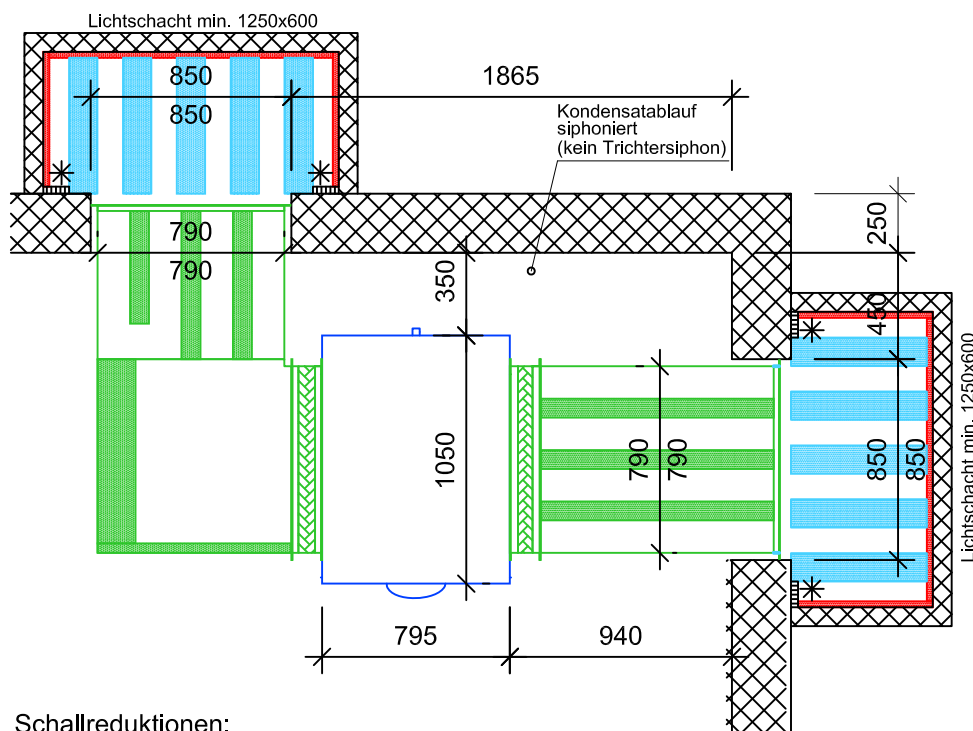 Lichtschacht min. 1250x600
850
850
1865
Kondensatablauf
siphoniert
(kein Trichtersiphon)
790
790
350
250
450
1050
790
790
850
850
Lichtschacht min. 1250x600
795
940
Schallreduktionen: